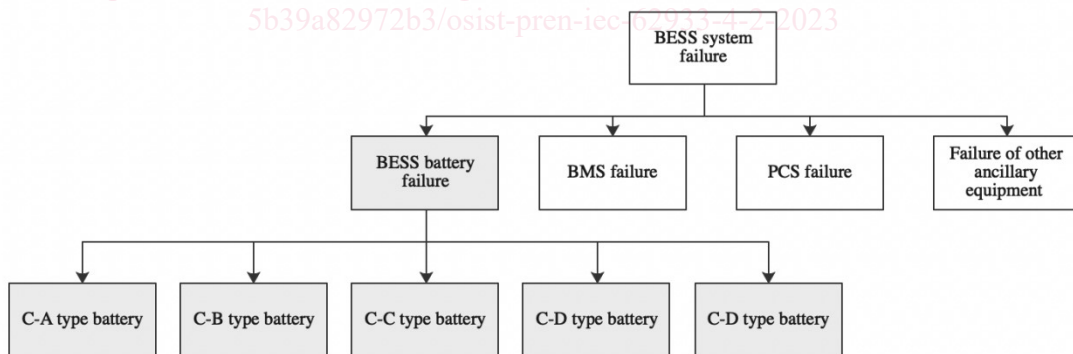 5b39a82972b3/osist-pren-iec-62933-4-2-2023
BESS system
failure
BESS battery
failure
BMS failure
PCS failure
Failure of other
ancillary
equipment
C-A type battery
C-B type battery
C-C type battery
C-D type battery
C-D type battery